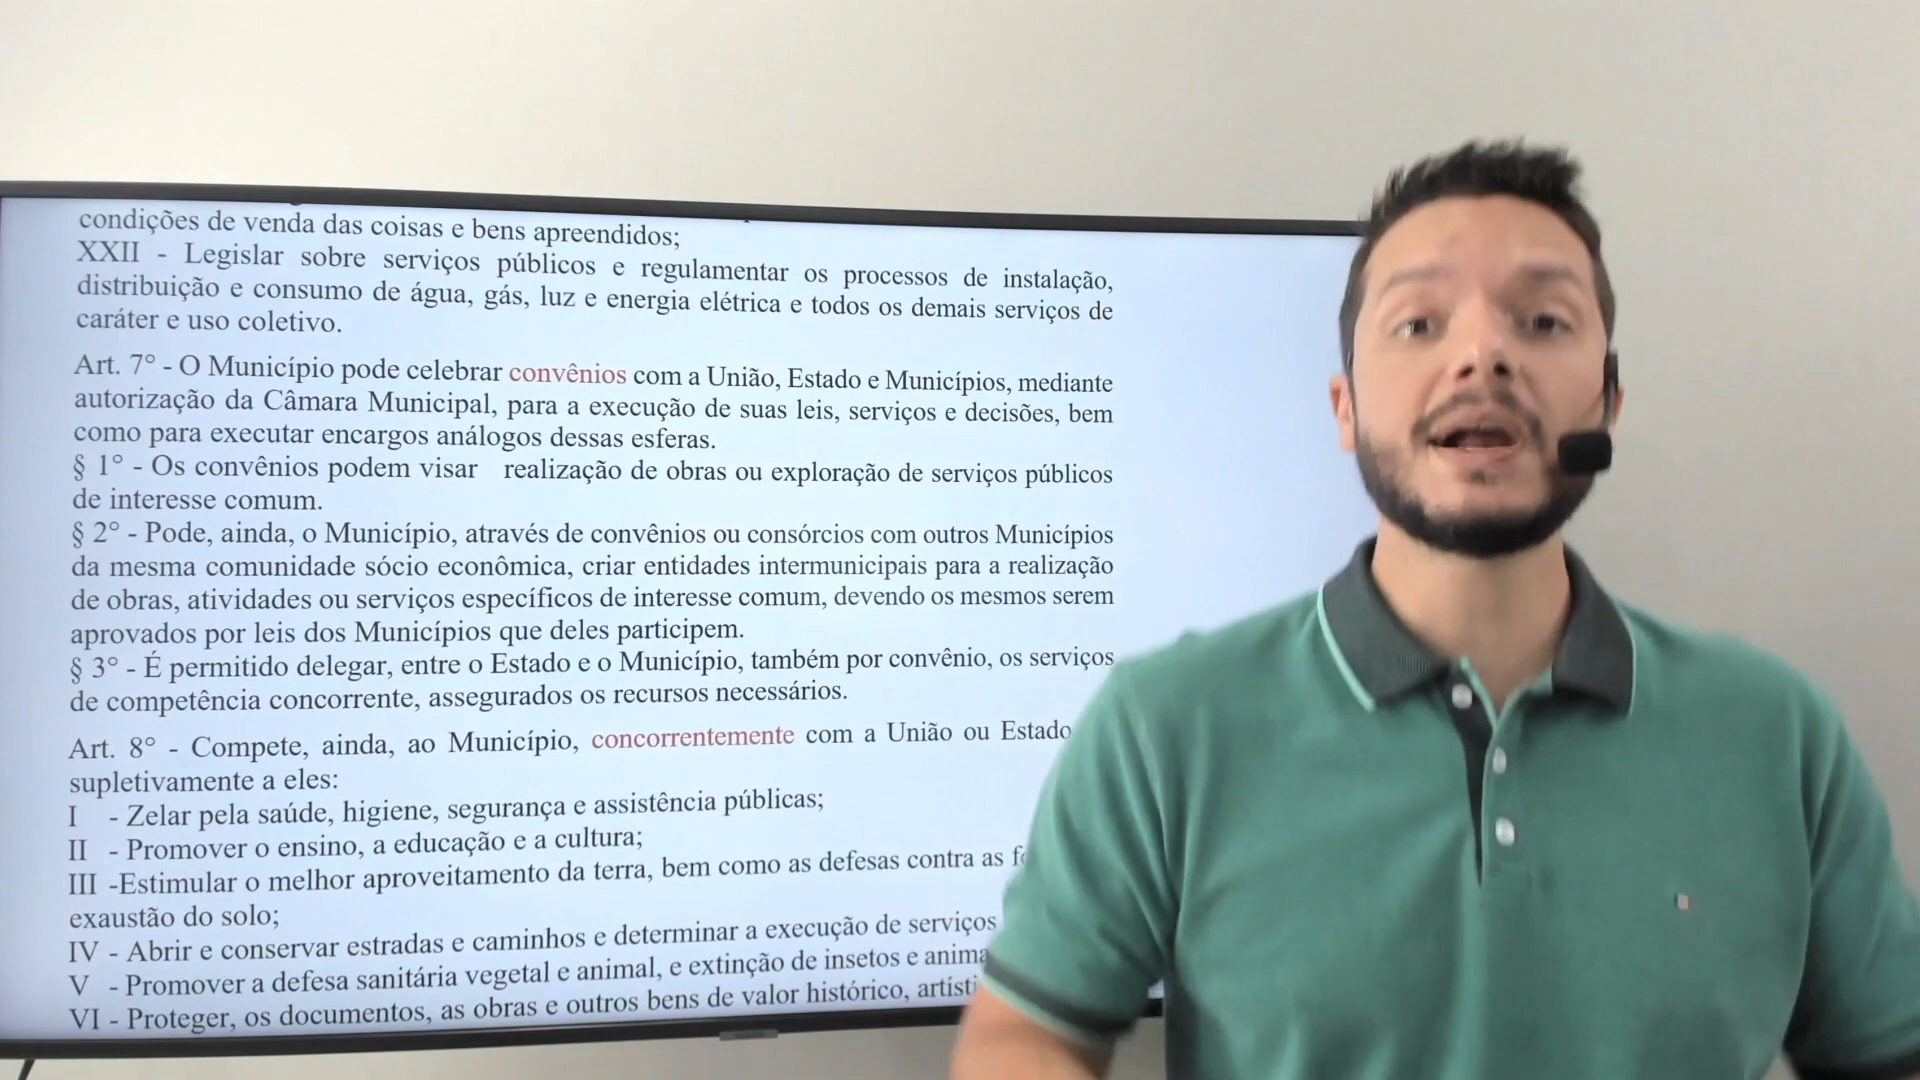 condições de venda das coisas e bens apreendidos;
XXII - Legislar sobre serviços públicos e regulamentar os processos de instalação,
distribuição e consumo de água, gás, luz e energia elétrica e todos os demais serviços de
caráter e uso coletivo.
Art. 7° - O Município pode celebrar convênios com a União, Estado e Municípios, mediante
autorização da Câmara Municipal, para a execução de suas leis, serviços e decisões, bem
como para executar encargos análogos dessas esferas.
§ 1° - Os convênios podem visar realização de obras ou exploração de serviços públicos
de interesse comum.
§ 2° - Pode, ainda, o Município, através de convênios ou consórcios com outros Municípios
da mesma comunidade sócio econômica, criar entidades intermunicipais para a realização
de obras, atividades ou serviços específicos de interesse comum, devendo os mesmos serem
aprovados por leis dos Municípios que deles participem.
§ 3° - É permitido delegar, entre o Estado e o Município, também por convênio, os serviços
de competência concorrente, assegurados os recursos necessários.
Art. 8° - Compete, ainda, ao Município, concorrentemente com a União ou Estado
supletivamente a eles:
I - Zelar pela saúde, higiene, segurança e assistência públicas;
II - Promover o ensino, a educação e a cultura;
III -Estimular o melhor aproveitamento da terra, bem como as defesas contra as
exaustão do solo;
IV - Abrir e conservar estradas e caminhos e determinar a execução de serviços
V - Promover a defesa sanitária vegetal e animal, e extinção de insetos e
VI - Proteger, os documentos, as obras e outros bens de valor histórico,